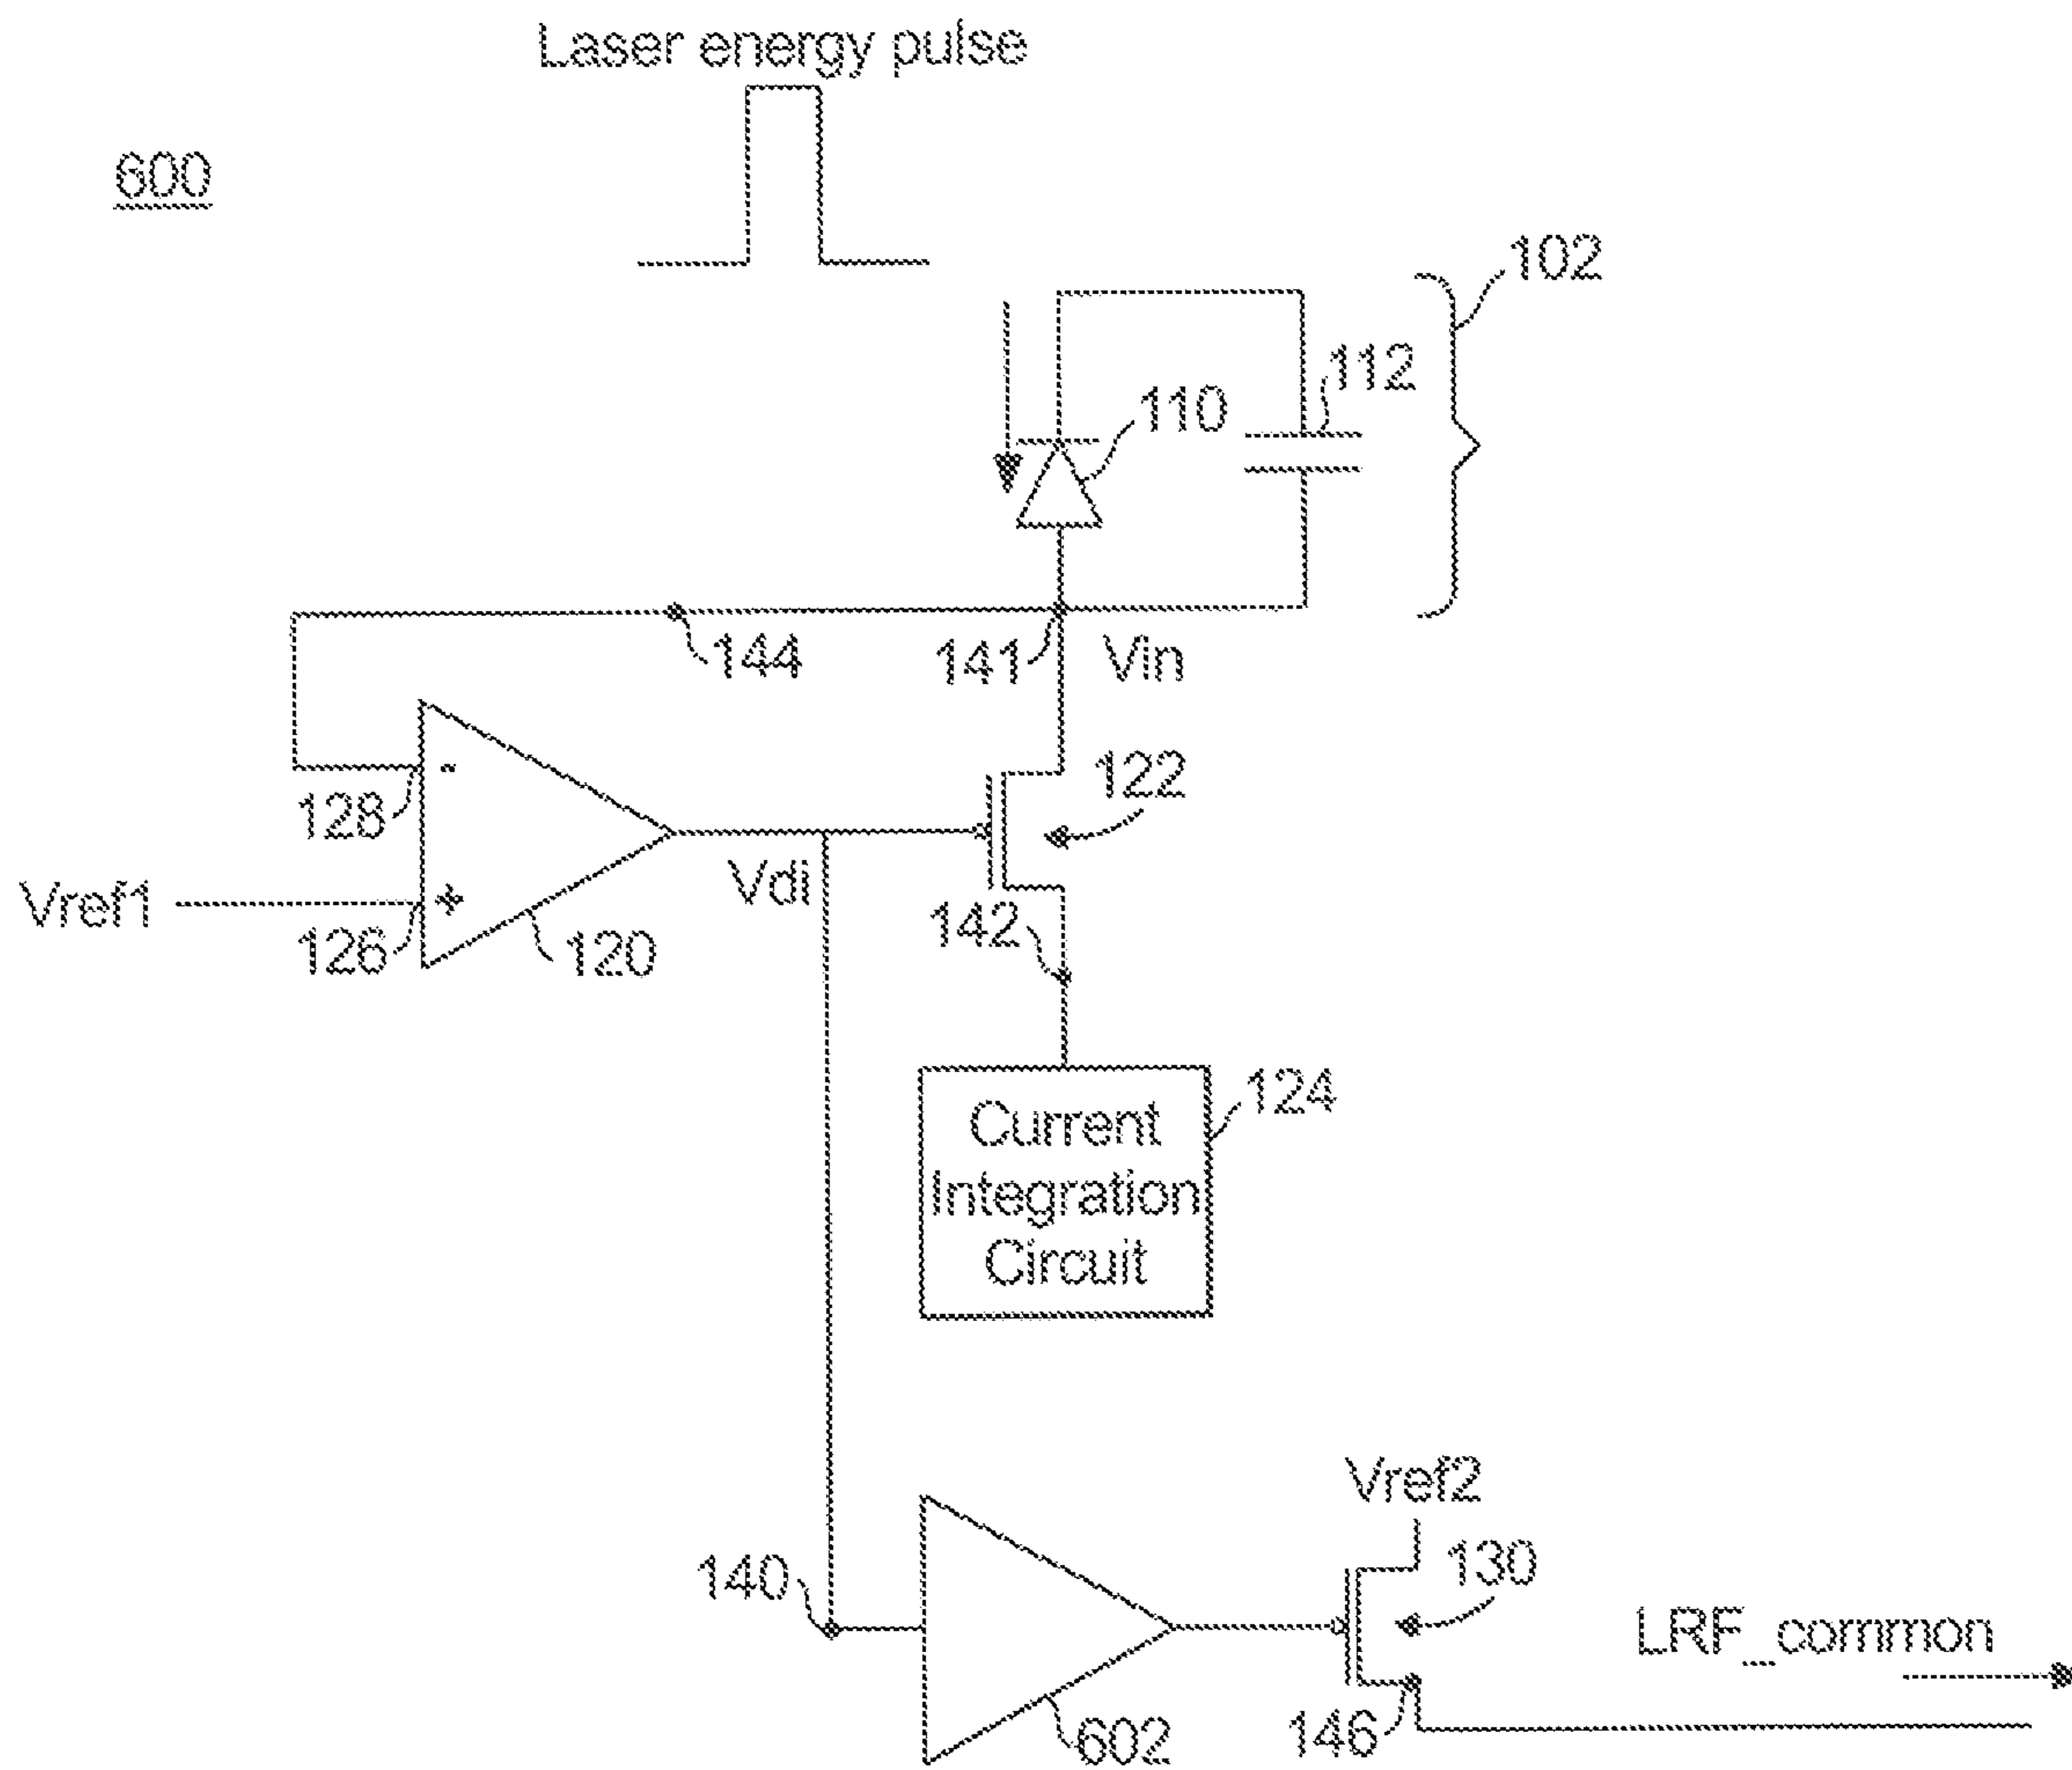 Laser energy pulse
600
102
112
110
144
141
Vin
-
128
122
Vdi
Vref1
+
126
120
142
124
Current
Integration
Circuit
Vref2
140
130
LRF_common
146
602